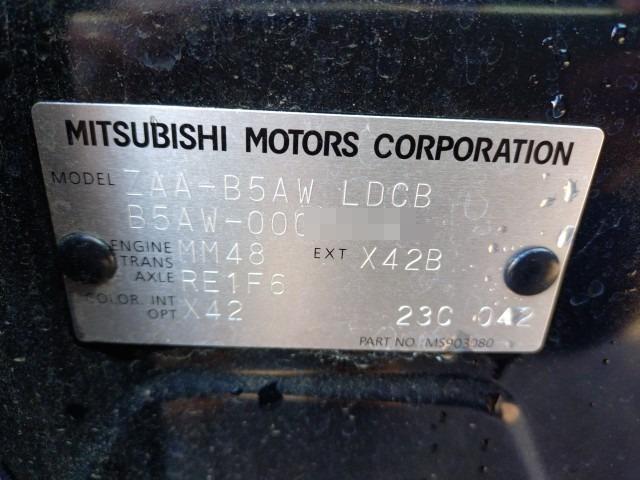 MITSUBISHI MOTORS CORPORATION
MODEL ZAA-B5AW LDCB
B5AW-000
ENGINE MM48 EXT X42B
TRANS AXLE RE1F6
COLOR. INT OPT X42 23C 042
PART NO. MS903080